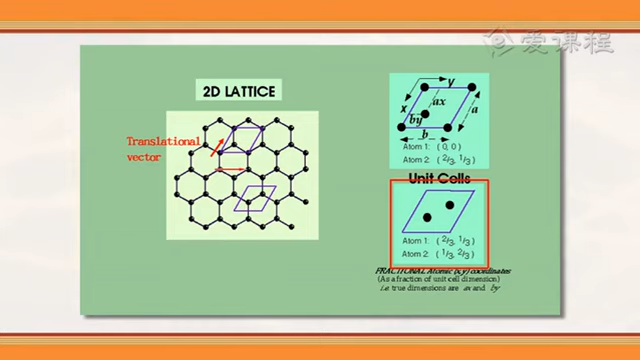 爱课程
2D LATTICE
Translational
vector
y
x
ax
a
by
b
Atom 1: (0, 0)
Atom 2: (2/3, 1/3)
Unit Cells
Atom 1: (2/3, 1/3)
Atom 2: (1/3, 2/3)
FRACTIONAL Atomic (x,y) coordinates
(As a fraction of unit cell dimension)
i.e. true dimensions are ax and by